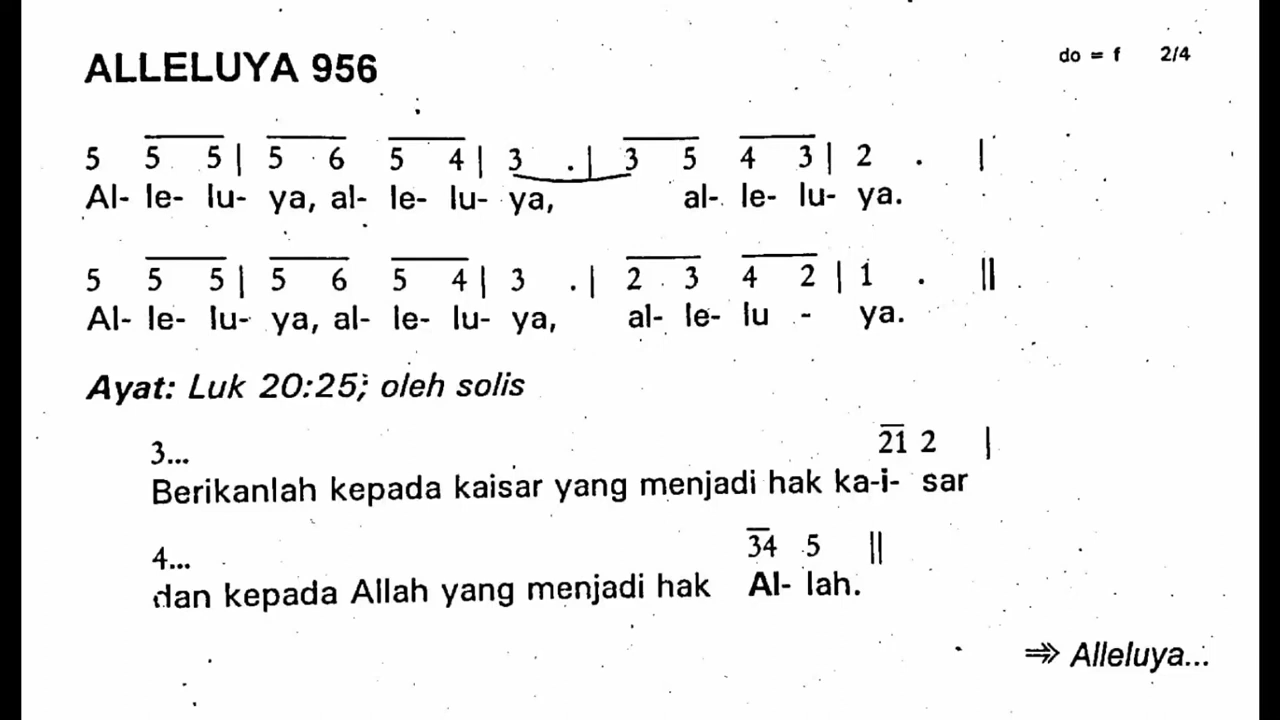 ALLELUYA 956 do = f 2/4
5 5 5 | 5 6 5 4 | 3 . | 3 5 4 3 | 2 . |
Al- le- lu- ya, al- le- lu- ya, al- le- lu- ya.
5 5 5 | 5 6 5 4 | 3 . | 2 3 4 2 | 1 . ||
Al- le- lu- ya, al- le- lu- ya, al- le- lu - ya.
Ayat: Luk 20:25; oleh solis
3... 21 2 |
Berikanlah kepada kaisar yang menjadi hak ka-i- sar
4... 34 5 ||
dan kepada Allah yang menjadi hak Al- lah.
⇒ Alleluya...